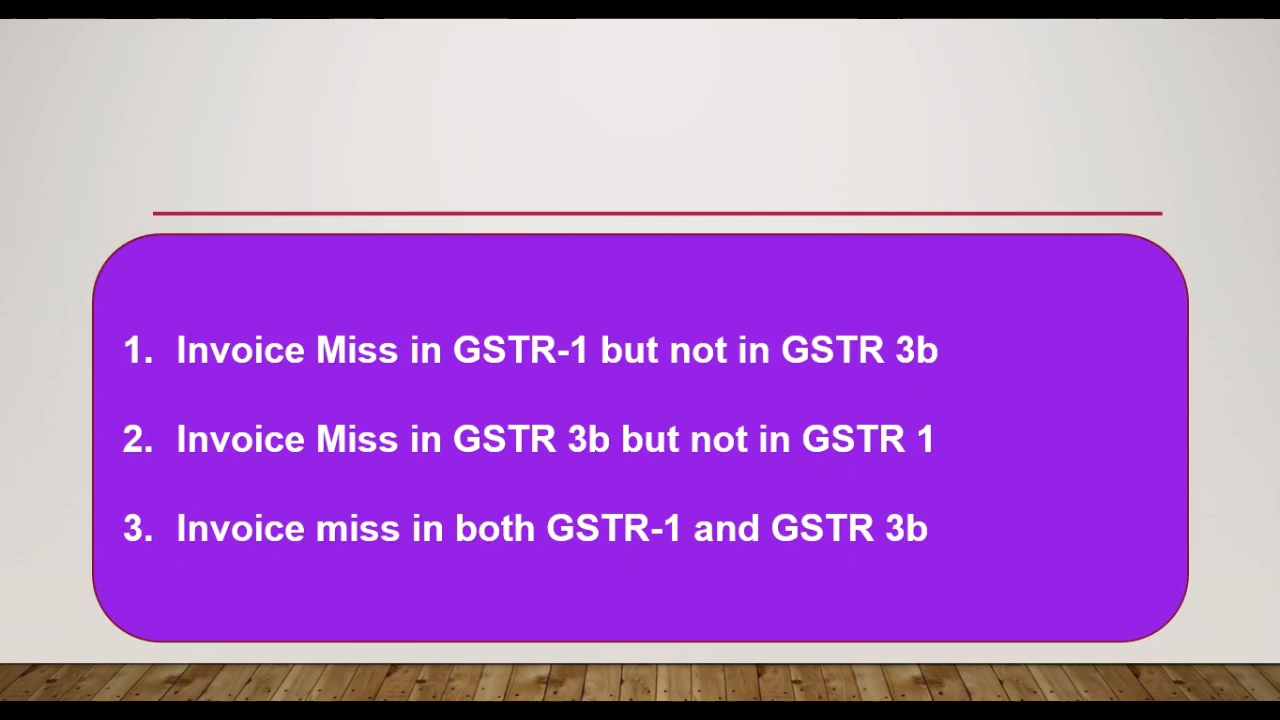 1. Invoice Miss in GSTR-1 but not in GSTR 3b
2. Invoice Miss in GSTR 3b but not in GSTR 1
3. Invoice miss in both GSTR-1 and GSTR 3b